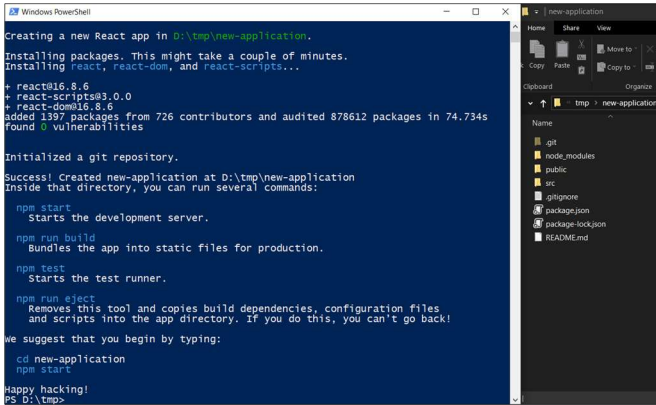 Windows PowerShell
Creating a new React app in D:\tmp\new-application.
Installing packages. This might take a couple of minutes.
Installing react, react-dom, and react-scripts...
+ react@16.8.6
+ react-scripts@3.0.0
+ react-dom@16.8.6
added 1397 packages from 726 contributors and audited 878612 packages in 74.734s
found 0 vulnerabilities
Initialized a git repository.
Success! Created new-application at D:\tmp\new-application
Inside that directory, you can run several commands:
npm start
Starts the development server.
npm run build
Bundles the app into static files for production.
npm test
Starts the test runner.
npm run eject
Removes this tool and copies build dependencies, configuration files
and scripts into the app directory. If you do this, you can't go back!
We suggest that you begin by typing:
cd new-application
npm start
Happy hacking!
PS D:\tmp>
new-application
Home Share View
Copy Paste Move to
Copy to
Clipboard Organize
tmp > new-application
Name
.git
node_modules
public
src
.gitignore
package.json
package-lock.json
README.md